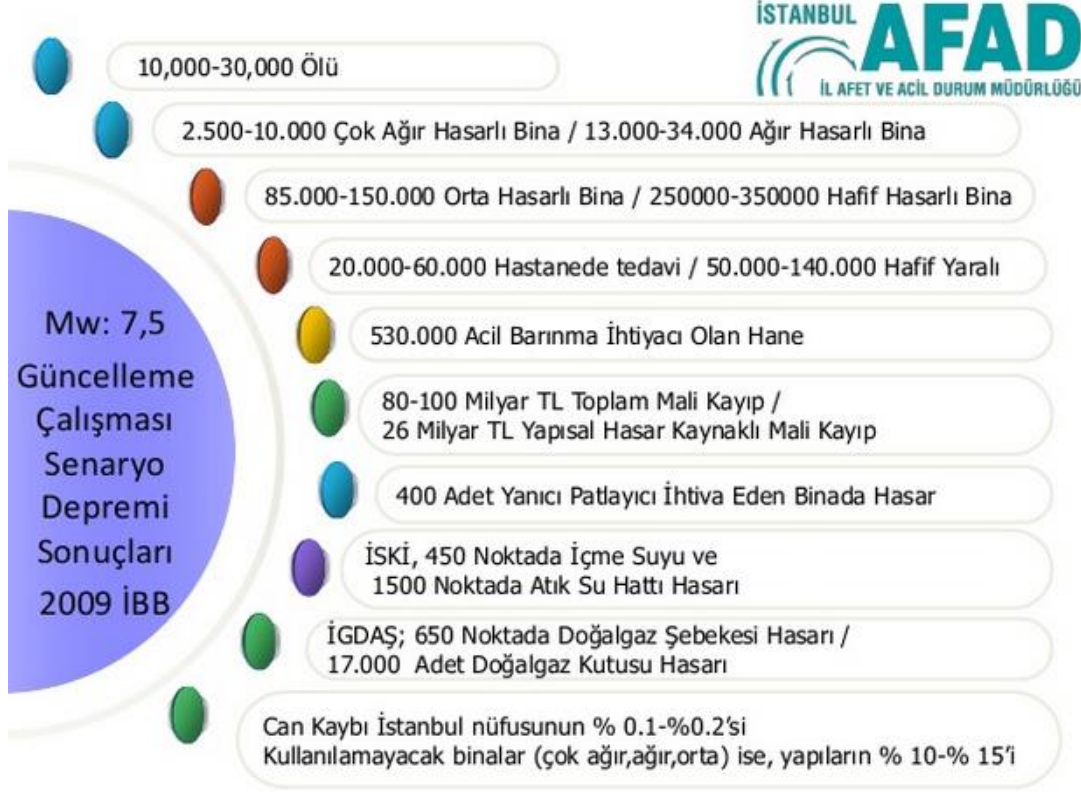 İSTANBUL
AFAD
İL AFET VE ACİL DURUM MÜDÜRLÜĞÜ
10,000-30,000 Ölü
2.500-10.000 Çok Ağır Hasarlı Bina / 13.000-34.000 Ağır Hasarlı Bina
85.000-150.000 Orta Hasarlı Bina / 250000-350000 Hafif Hasarlı Bina
20.000-60.000 Hastanede tedavi / 50.000-140.000 Hafif Yaralı
530.000 Acil Barınma İhtiyacı Olan Hane
80-100 Milyar TL Toplam Mali Kayıp /
26 Milyar TL Yapısal Hasar Kaynaklı Mali Kayıp
400 Adet Yanıcı Patlayıcı İhtiva Eden Binada Hasar
İSKİ, 450 Noktada İçme Suyu ve
1500 Noktada Atık Su Hattı Hasarı
İGDAŞ; 650 Noktada Doğalgaz Şebekesi Hasarı /
17.000 Adet Doğalgaz Kutusu Hasarı
Can Kaybı İstanbul nüfusunun % 0.1-%0.2'si
Kullanılamayacak binalar (çok ağır,ağır,orta) ise, yapıların % 10-% 15'i
Mw: 7,5
Güncelleme
Çalışması
Senaryo
Depremi
Sonuçları
2009 İBB